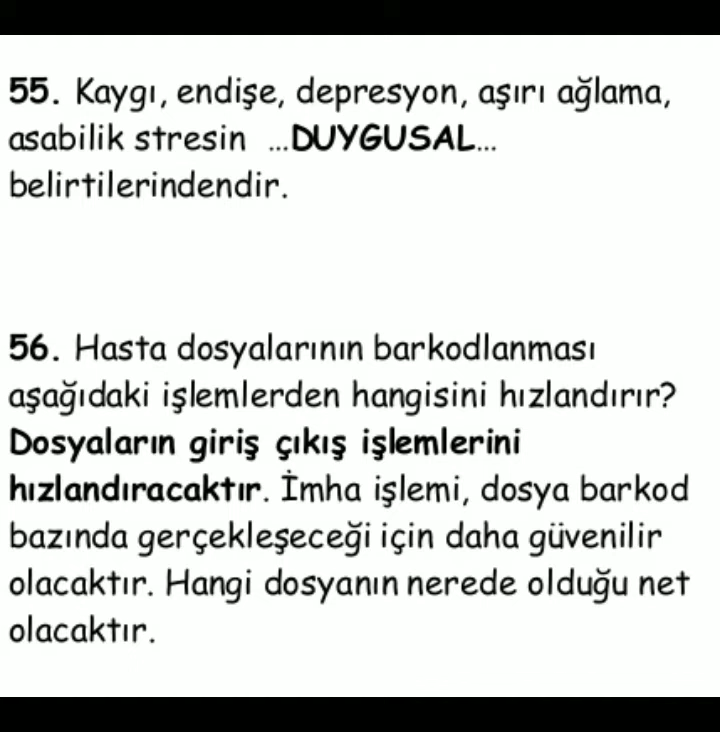 55. Kaygı, endişe, depresyon, aşırı ağlama,
asabilik stresin ...DUYGUSAL...
belirtilerindendir.
56. Hasta dosyalarının barkodlanması
aşağıdaki işlemlerden hangisini hızlandırır?
Dosyaların giriş çıkış işlemlerini
hızlandıracaktır. İmha işlemi, dosya barkod
bazında gerçekleşeceği için daha güvenilir
olacaktır. Hangi dosyanın nerede olduğu net
olacaktır.